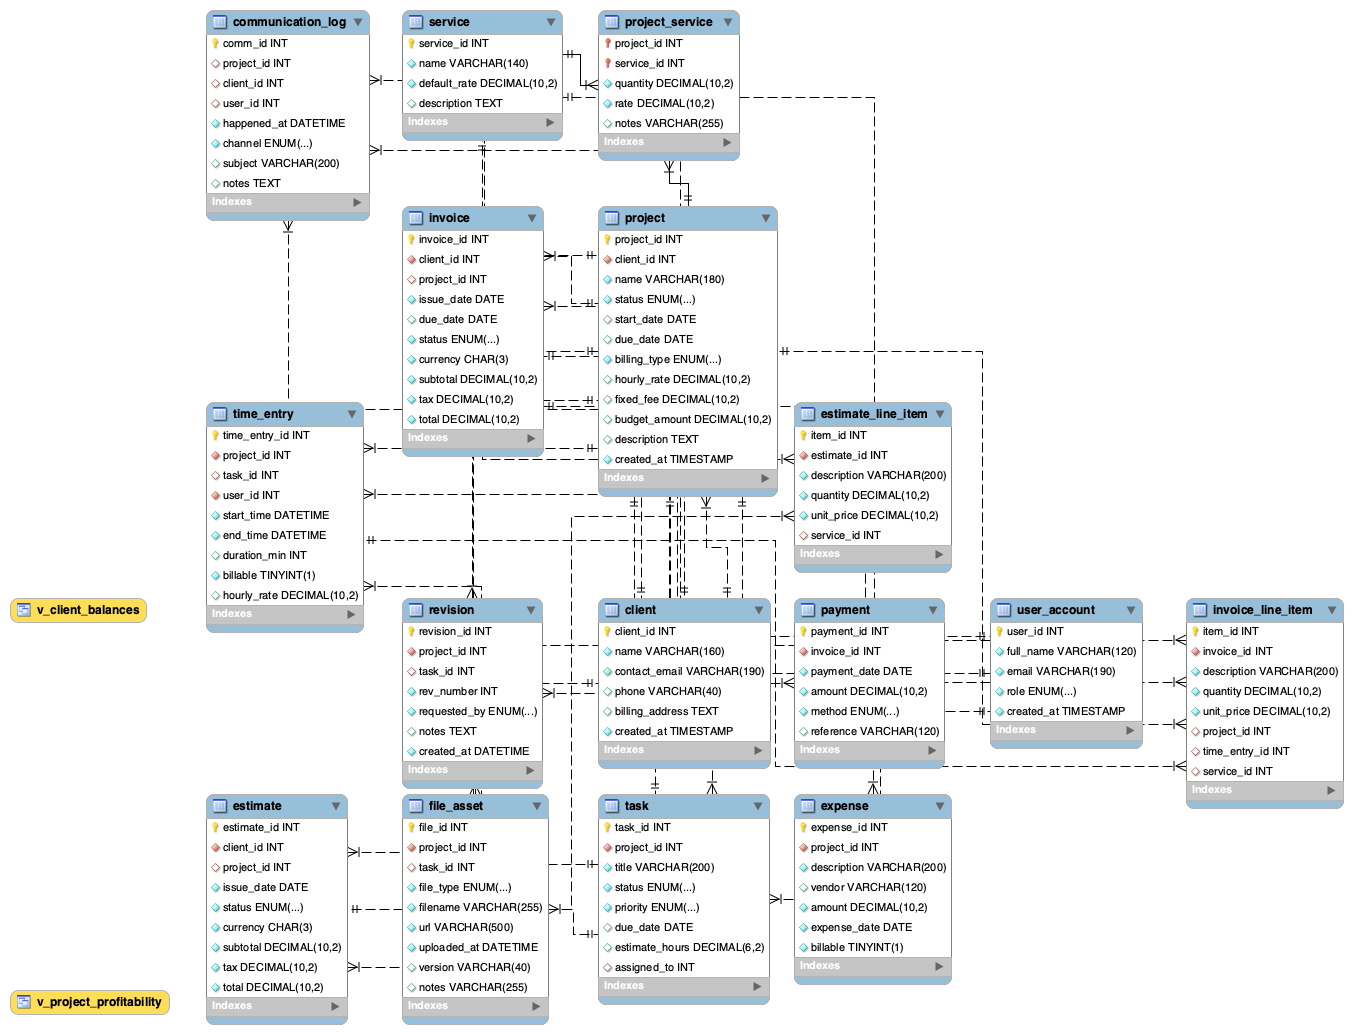 communication_log
comm_id INT
project_id INT
client_id INT
user_id INT
happened_at DATETIME
channel ENUM(...)
subject VARCHAR(200)
notes TEXT
Indexes
service
service_id INT
name VARCHAR(140)
default_rate DECIMAL(10,2)
description TEXT
Indexes
project_service
project_id INT
service_id INT
quantity DECIMAL(10,2)
rate DECIMAL(10,2)
notes VARCHAR(255)
Indexes
invoice
invoice_id INT
client_id INT
project_id INT
issue_date DATE
due_date DATE
status ENUM(...)
currency CHAR(3)
subtotal DECIMAL(10,2)
tax DECIMAL(10,2)
total DECIMAL(10,2)
Indexes
project
project_id INT
client_id INT
name VARCHAR(180)
status ENUM(...)
start_date DATE
due_date DATE
billing_type ENUM(...)
hourly_rate DECIMAL(10,2)
fixed_fee DECIMAL(10,2)
budget_amount DECIMAL(10,2)
description TEXT
created_at TIMESTAMP
Indexes
time_entry
time_entry_id INT
project_id INT
task_id INT
user_id INT
start_time DATETIME
end_time DATETIME
duration_min INT
billable TINYINT(1)
hourly_rate DECIMAL(10,2)
Indexes
estimate_line_item
item_id INT
estimate_id INT
description VARCHAR(200)
quantity DECIMAL(10,2)
unit_price DECIMAL(10,2)
service_id INT
Indexes
v_client_balances
revision
revision_id INT
project_id INT
task_id INT
rev_number INT
requested_by ENUM(...)
notes TEXT
created_at DATETIME
Indexes
client
client_id INT
name VARCHAR(160)
contact_email VARCHAR(190)
phone VARCHAR(40)
billing_address TEXT
created_at TIMESTAMP
Indexes
payment
payment_id INT
invoice_id INT
payment_date DATE
amount DECIMAL(10,2)
method ENUM(...)
reference VARCHAR(120)
Indexes
user_account
user_id INT
full_name VARCHAR(120)
email VARCHAR(190)
role ENUM(...)
created_at TIMESTAMP
Indexes
invoice_line_item
item_id INT
invoice_id INT
description VARCHAR(200)
quantity DECIMAL(10,2)
unit_price DECIMAL(10,2)
project_id INT
time_entry_id INT
service_id INT
Indexes
estimate
estimate_id INT
client_id INT
project_id INT
issue_date DATE
status ENUM(...)
currency CHAR(3)
subtotal DECIMAL(10,2)
tax DECIMAL(10,2)
total DECIMAL(10,2)
Indexes
file_asset
file_id INT
project_id INT
task_id INT
file_type ENUM(...)
filename VARCHAR(255)
url VARCHAR(500)
uploaded_at DATETIME
version VARCHAR(40)
notes VARCHAR(255)
Indexes
task
task_id INT
project_id INT
title VARCHAR(200)
status ENUM(...)
priority ENUM(...)
due_date DATE
estimate_hours DECIMAL(6,2)
assigned_to INT
Indexes
expense
expense_id INT
project_id INT
description VARCHAR(200)
vendor VARCHAR(120)
amount DECIMAL(10,2)
expense_date DATE
billable TINYINT(1)
Indexes
v_project_profitability